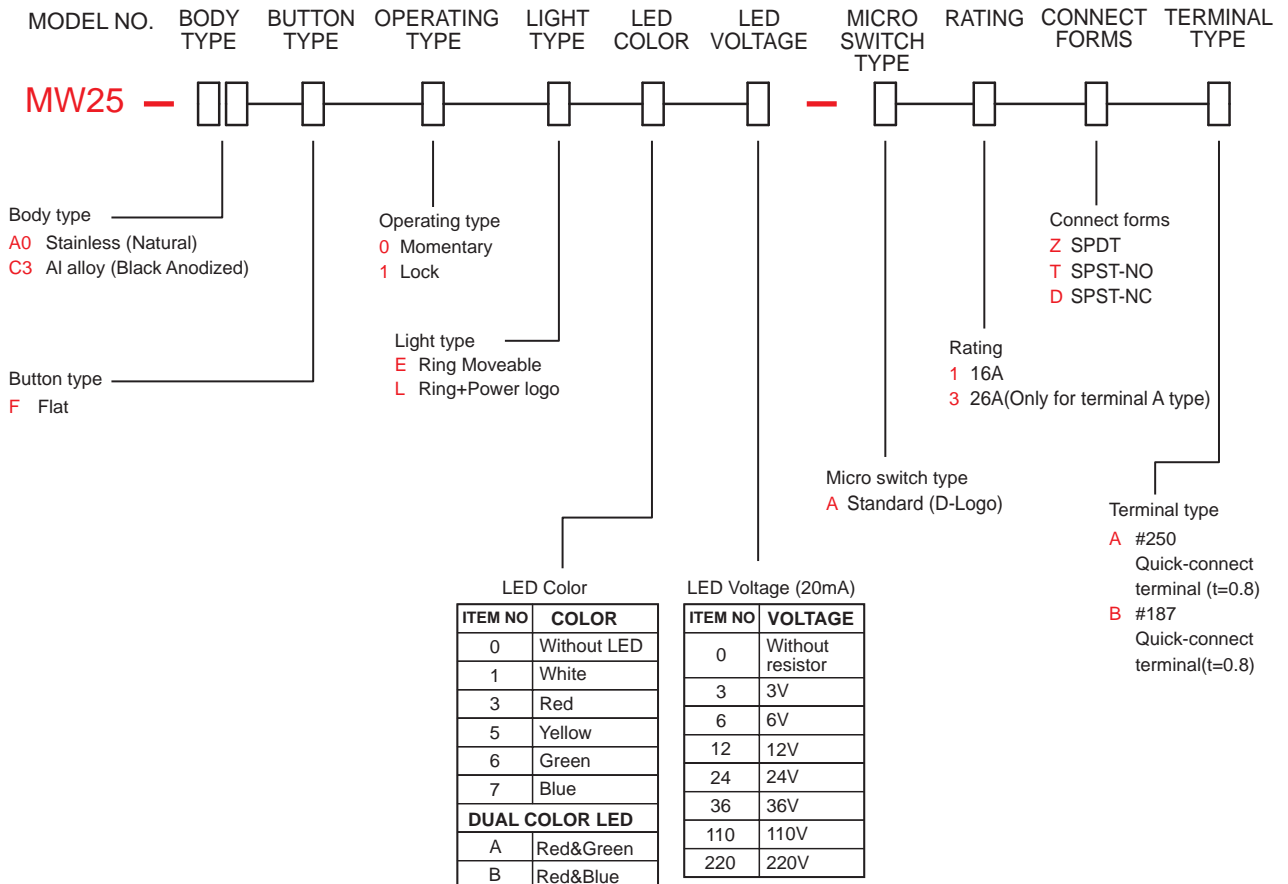 MODEL NO.
BODY TYPE
BUTTON TYPE
OPERATING TYPE
LIGHT TYPE
LED COLOR
LED VOLTAGE
MICRO SWITCH TYPE
RATING
CONNECT FORMS
TERMINAL TYPE
MW25 – –
Body type
A0 Stainless (Natural)
C3 Al alloy (Black Anodized)
Button type
F Flat
Operating type
0 Momentary
1 Lock
Light type
E Ring Moveable
L Ring+Power logo
Connect forms
Z SPDT
T SPST-NO
D SPST-NC
Rating
1 16A
3 26A(Only for terminal A type)
Micro switch type
A Standard (D-Logo)
Terminal type
A #250
Quick-connect
terminal (t=0.8)
B #187
Quick-connect
terminal(t=0.8)
LED Color
ITEM NO COLOR
0 Without LED
1 White
3 Red
5 Yellow
6 Green
7 Blue
DUAL COLOR LED
A Red&Green
B Red&Blue
LED Voltage (20mA)
ITEM NO VOLTAGE
0 Without
resistor
3 3V
6 6V
12 12V
24 24V
36 36V
110 110V
220 220V